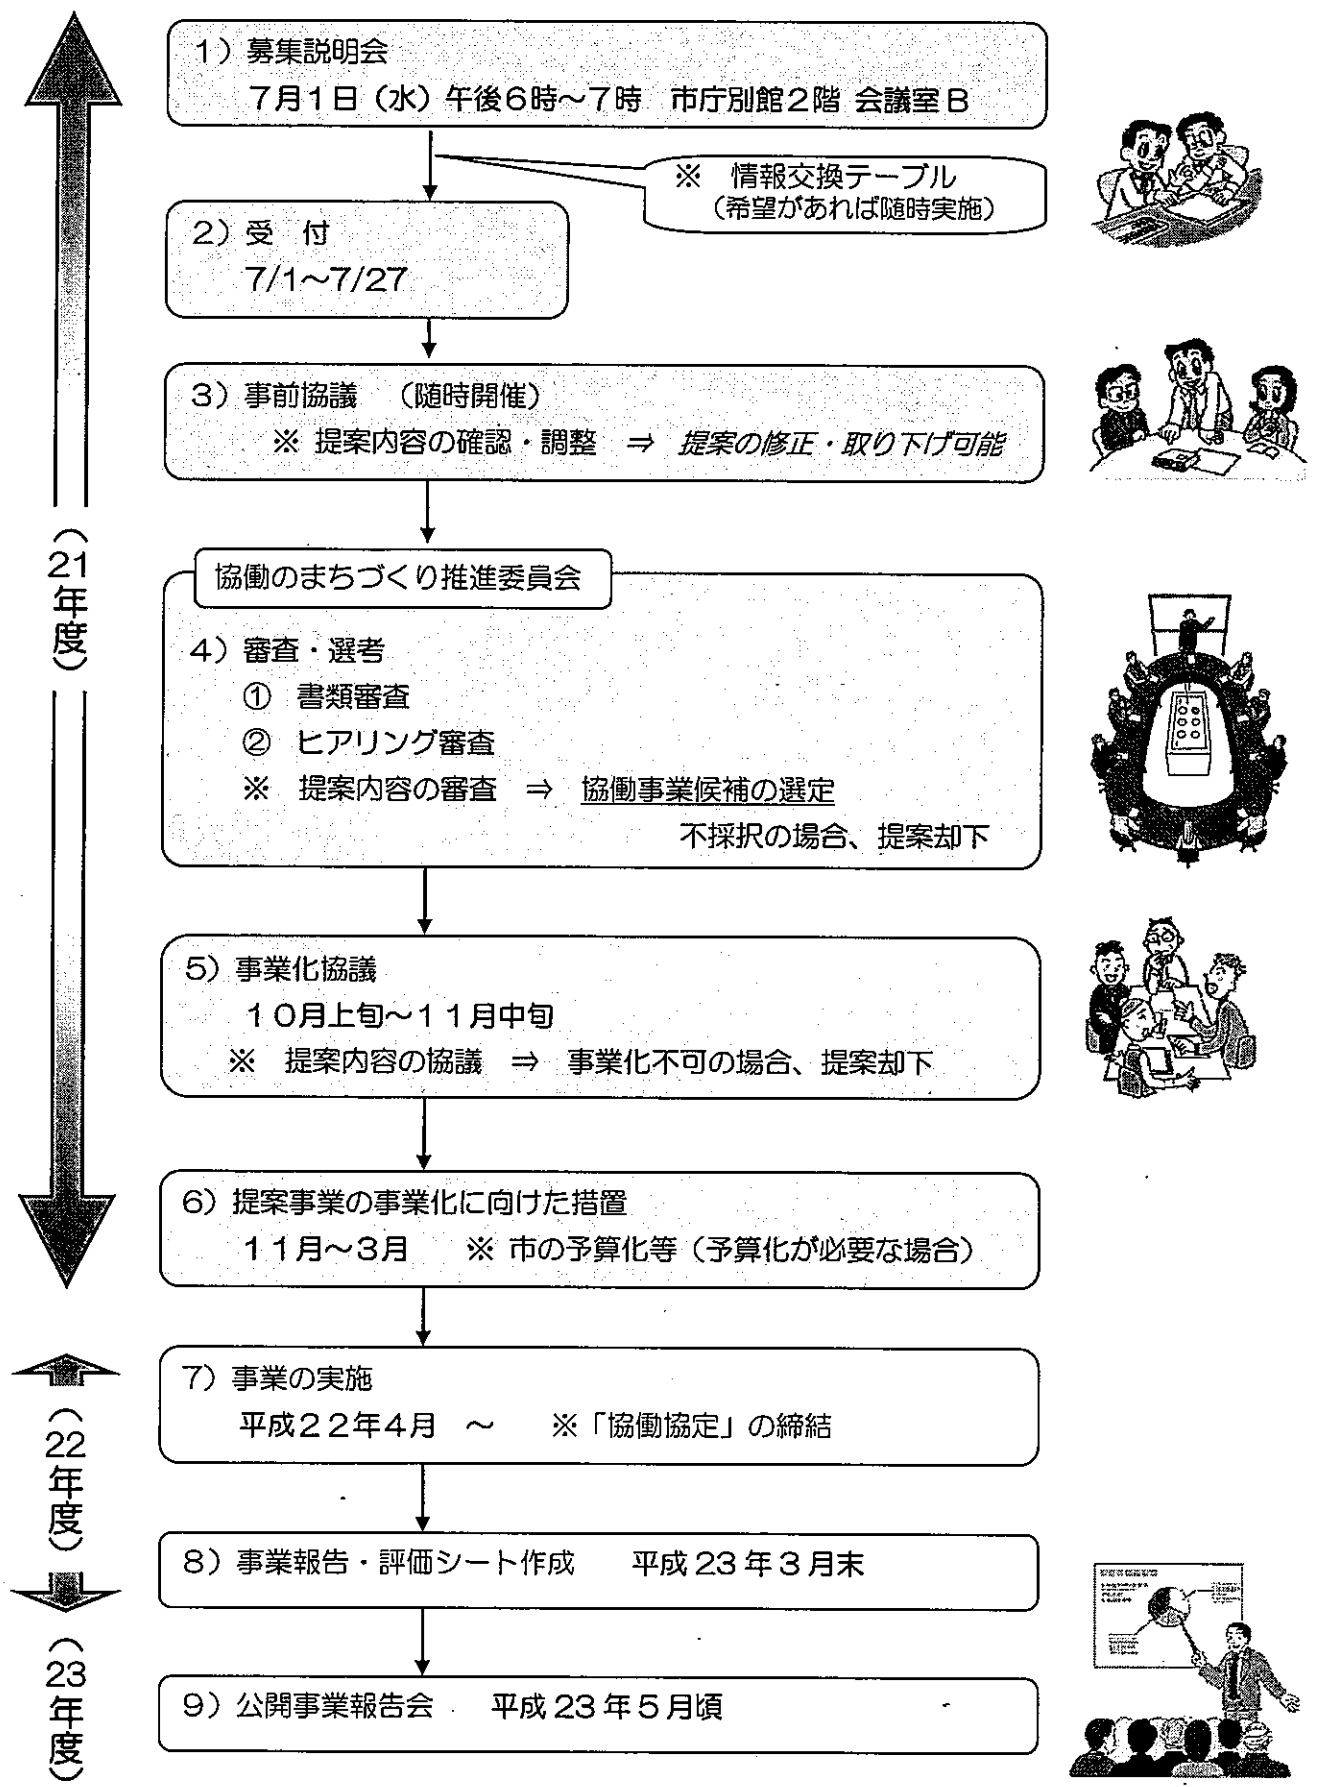 1）募集説明会
7月1日（水）午後6時～7時　市庁別館2階 会議室B
※　情報交換テーブル
（希望があれば随時実施）
2）受　付
7/1～7/27
3）事前協議　（随時開催）
※ 提案内容の確認・調整　⇒　提案の修正・取り下げ可能
（21年度）
協働のまちづくり推進委員会
4）審査・選考
①　書類審査
②　ヒアリング審査
※　提案内容の審査　⇒　協働事業候補の選定
不採択の場合、提案却下
5）事業化協議
10月上旬～11月中旬
※　提案内容の協議　⇒　事業化不可の場合、提案却下
6）提案事業の事業化に向けた措置
11月～3月　　※ 市の予算化等（予算化が必要な場合）
7）事業の実施
平成22年4月　～　　※「協働協定」の締結
（22年度）
8）事業報告・評価シート作成　　平成23年3月末
（23年度）
9）公開事業報告会　　平成23年5月頃